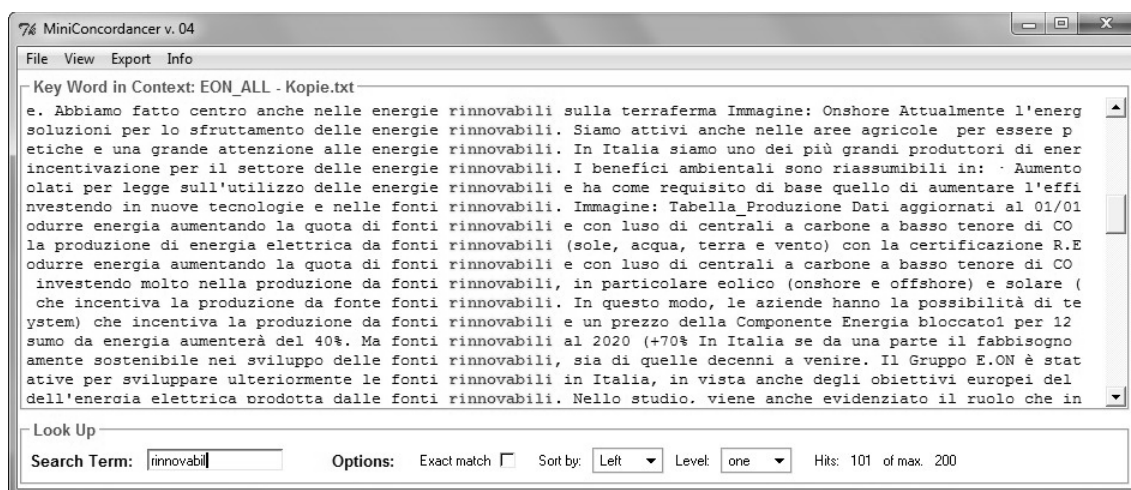 MiniConcordancer v. 04
File View Export Info
Key Word in Context: EON_ALL - Kopie.txt
e. Abbiamo fatto centro anche nelle energie rinnovabili sulla terraferma Immagine: Onshore Attualmente l'energ
soluzioni per lo sfruttamento delle energie rinnovabili. Siamo attivi anche nelle aree agricole per essere p
etiche e una grande attenzione alle energie rinnovabili. In Italia siamo uno dei più grandi produttori di ener
incentivazione per il settore delle energie rinnovabili. I benefíci ambientali sono riassumibili in: · Aumento
olati per legge sull'utilizzo delle energie rinnovabili e ha come requisito di base quello di aumentare l'effi
nvestendo in nuove tecnologie e nelle fonti rinnovabili. Immagine: Tabella_Produzione Dati aggiornati al 01/01
odurre energia aumentando la quota di fonti rinnovabili e con luso di centrali a carbone a basso tenore di CO
la produzione di energia elettrica da fonti rinnovabili (sole, acqua, terra e vento) con la certificazione R.E
odurre energia aumentando la quota di fonti rinnovabili e con luso di centrali a carbone a basso tenore di CO
investendo molto nella produzione da fonti rinnovabili, in particolare eolico (onshore e offshore) e solare (
che incentiva la produzione da fonte fonti rinnovabili. In questo modo, le aziende hanno la possibilità di te
ystem) che incentiva la produzione da fonti rinnovabili e un prezzo della Componente Energia bloccato1 per 12
sumo da energia aumenterà del 40%. Ma fonti rinnovabili al 2020 (+70% In Italia se da una parte il fabbisogno
amente sostenibile nei sviluppo delle fonti rinnovabili, sia di quelle decenni a venire. Il Gruppo E.ON è stat
ative per sviluppare ulteriormente le fonti rinnovabili in Italia, in vista anche degli obiettivi europei del
dell'energia elettrica prodotta dalle fonti rinnovabili. Nello studio, viene anche evidenziato il ruolo che in
Look Up
Search Term: rinnovabil Options: Exact match Sort by: Left Level: one Hits: 101 of max. 200